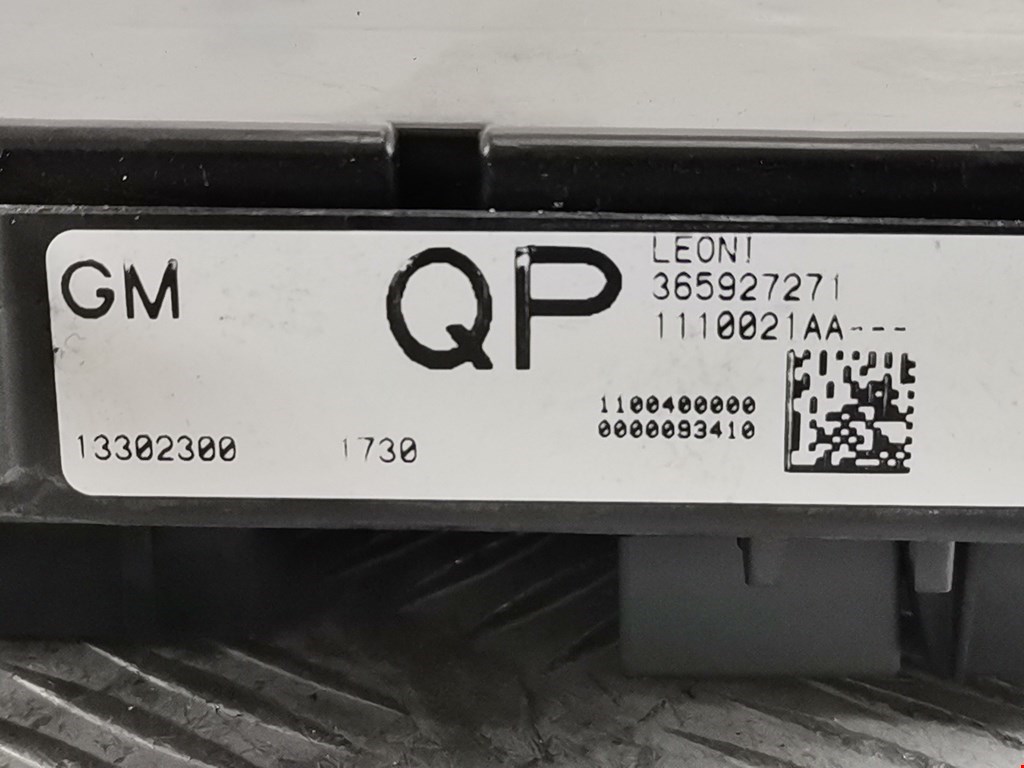 GM
QP
LEONI
365927271
1110021AA---
1100400000
0000093410
13302300
1730